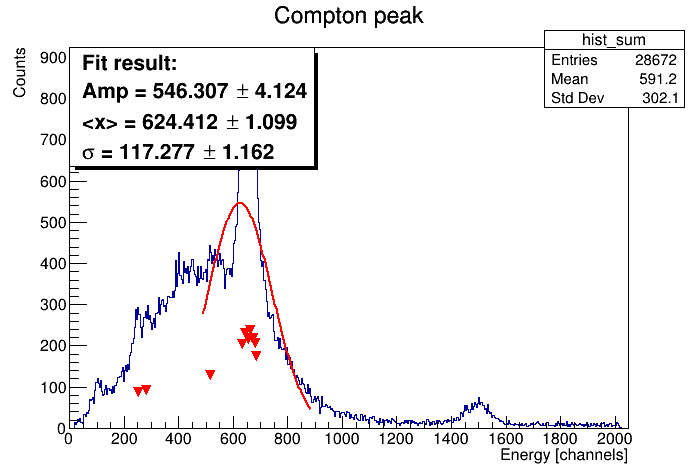 Compton peak
hist_sum
Entries 28672
Mean 591.2
Std Dev 302.1
Fit result:
Amp = 546.307 ± 4.124
<x> = 624.412 ± 1.099
σ = 117.277 ± 1.162
Counts
900
800
700
600
500
400
300
200
100
0
0 200 400 600 800 1000 1200 1400 1600 1800 2000
Energy [channels]